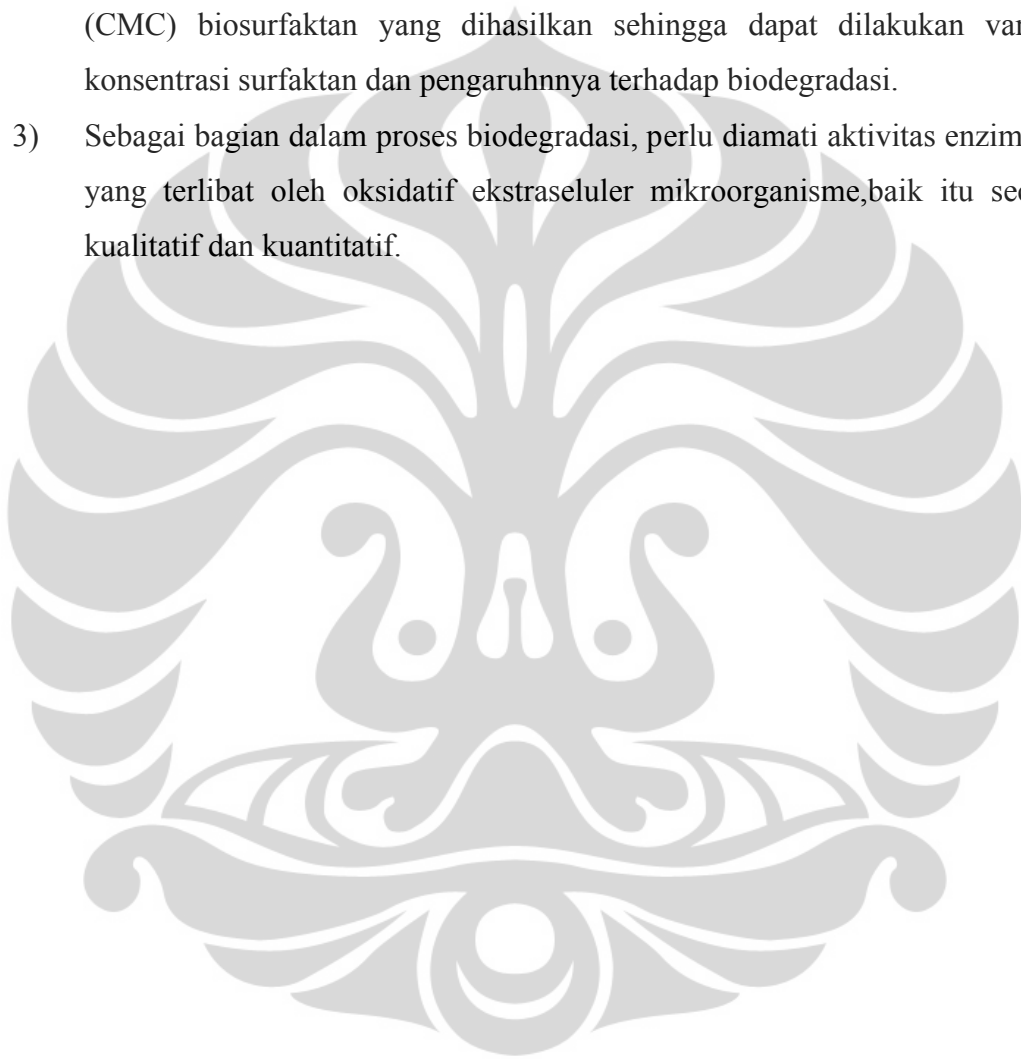 (CMC) biosurfaktan yang dihasilkan sehingga dapat dilakukan
konsentrasi surfaktan dan pengaruhnnya terhadap biodegradasi.
3) Sebagai bagian dalam proses biodegradasi, perlu diamati aktivitas
yang terlibat oleh oksidatif ekstraseluler mikroorganisme,baik itu
kualitatif dan kuantitatif.